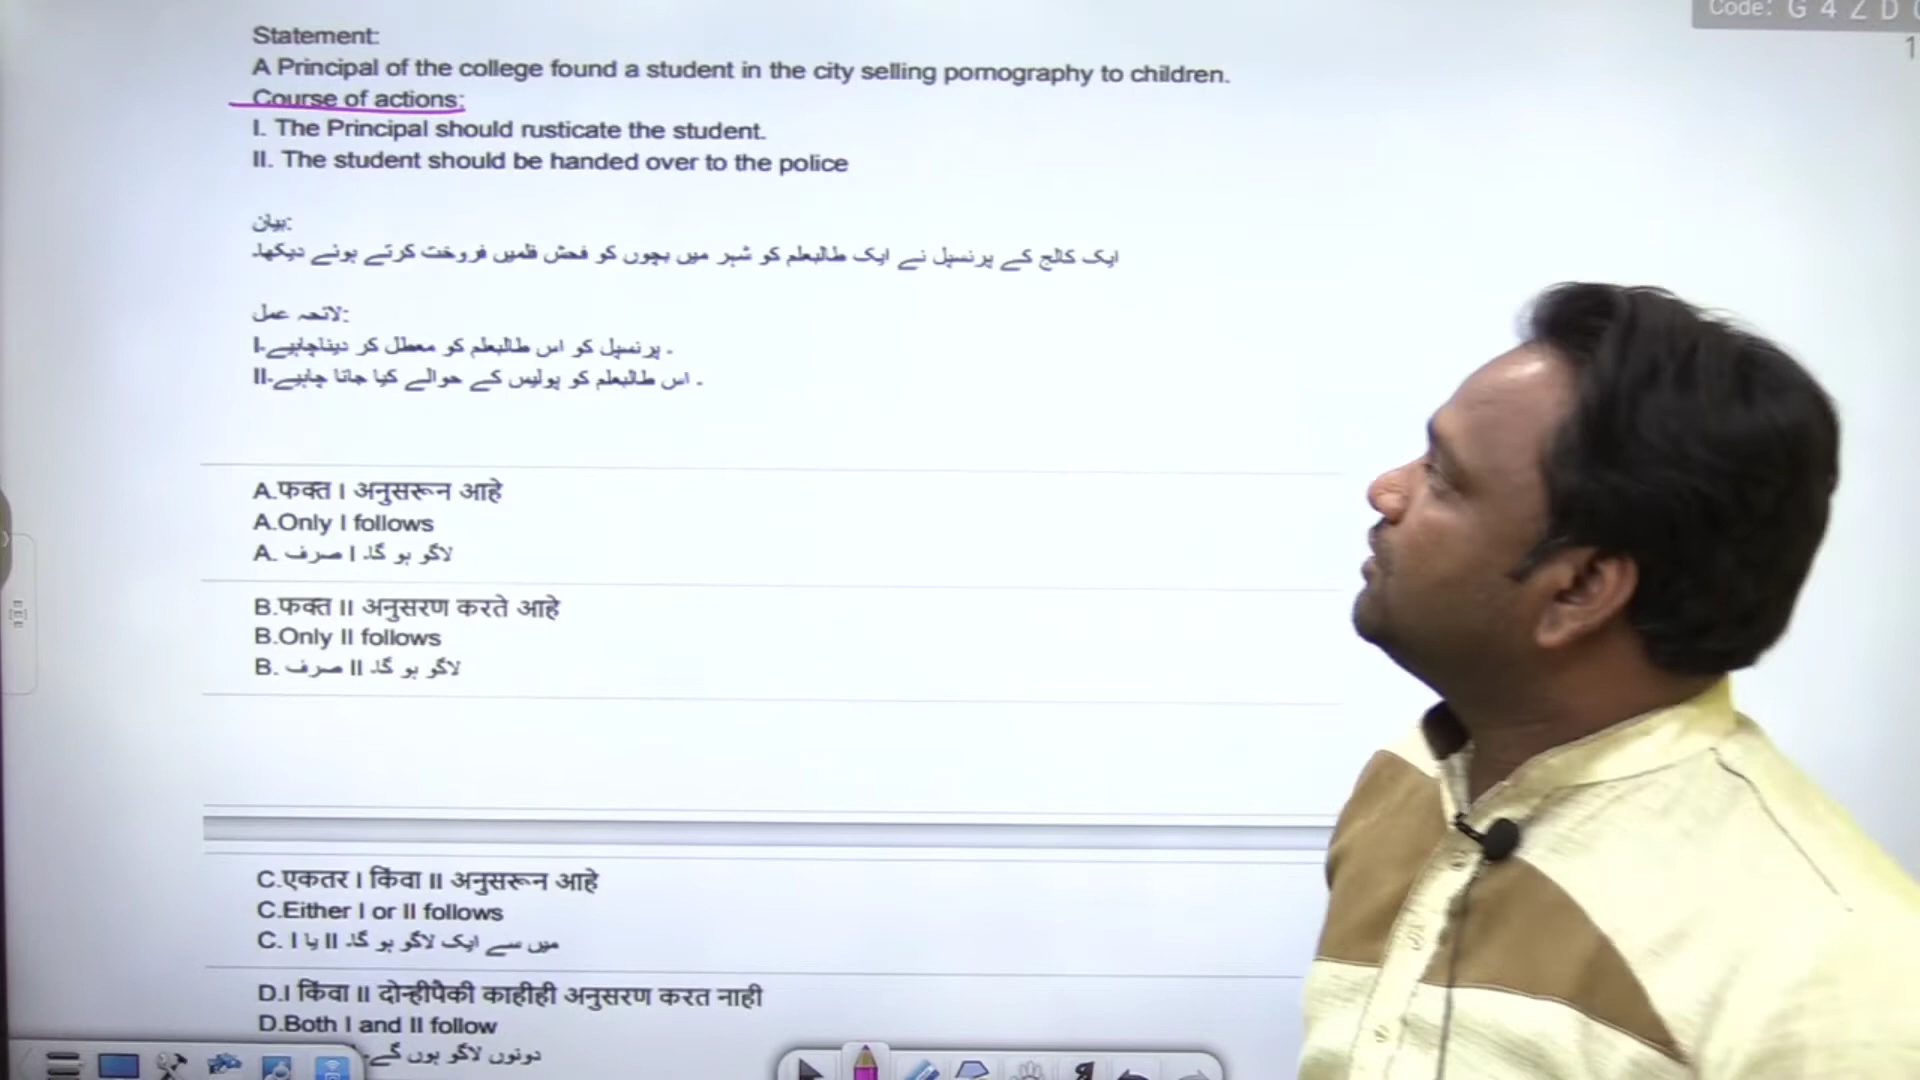 Code: G 4 Z D
1
Statement:
A Principal of the college found a student in the city selling pornography to children.
Course of actions:
I. The Principal should rusticate the student.
II. The student should be handed over to the police
بیان:
ایک کالج کے پرنسپل نے ایک طالبعلم کو شہر میں بچوں کو فحش فلمیں فروخت کرتے ہوئے دیکھا۔
لائحہ عمل:
I۔پرنسپل کو اس طالبعلم کو معطل کر دیناچاہیے .
II۔اس طالبعلم کو پولیس کے حوالے کیا جانا چاہیے .
A.फक्त I अनुसरून आहे
A.Only I follows
A. صرف I لاگو ہو گا۔
B.फक्त II अनुसरण करते आहे
B.Only II follows
B. صرف II لاگو ہو گا۔
C.एकतर I किंवा II अनुसरून आहे
C.Either I or II follows
C. I یا II میں سے ایک لاگو ہو گا۔
D.I किंवा II दोन्हीपैकी काहीही अनुसरण करत नाही
D.Both I and II follow
دونوں لاگو ہوں گے۔